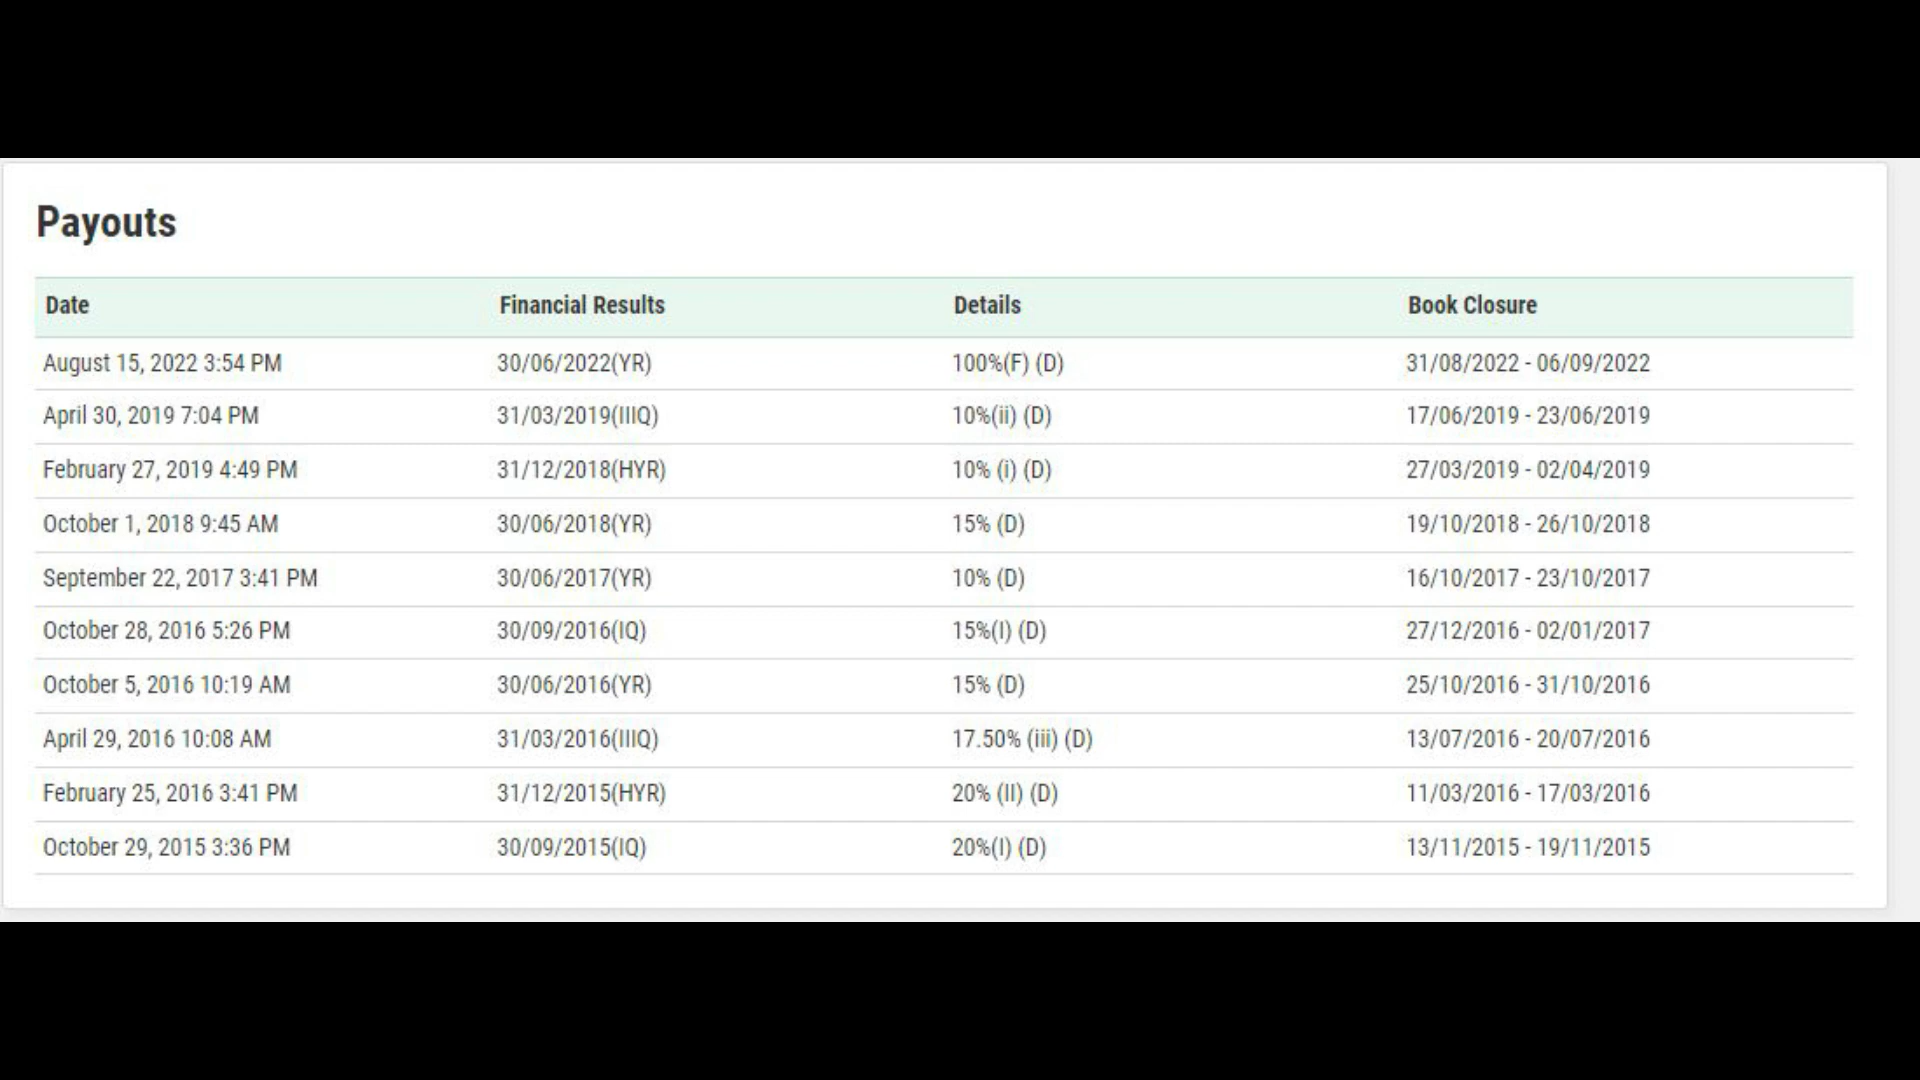 Payouts
Date Financial Results Details Book Closure
August 15, 2022 3:54 PM 30/06/2022(YR) 100%(F) (D) 31/08/2022 - 06/09/2022
April 30, 2019 7:04 PM 31/03/2019(IIIQ) 10%(ii) (D) 17/06/2019 - 23/06/2019
February 27, 2019 4:49 PM 31/12/2018(HYR) 10% (i) (D) 27/03/2019 - 02/04/2019
October 1, 2018 9:45 AM 30/06/2018(YR) 15% (D) 19/10/2018 - 26/10/2018
September 22, 2017 3:41 PM 30/06/2017(YR) 10% (D) 16/10/2017 - 23/10/2017
October 28, 2016 5:26 PM 30/09/2016(IQ) 15%(I) (D) 27/12/2016 - 02/01/2017
October 5, 2016 10:19 AM 30/06/2016(YR) 15% (D) 25/10/2016 - 31/10/2016
April 29, 2016 10:08 AM 31/03/2016(IIIQ) 17.50% (iii) (D) 13/07/2016 - 20/07/2016
February 25, 2016 3:41 PM 31/12/2015(HYR) 20% (II) (D) 11/03/2016 - 17/03/2016
October 29, 2015 3:36 PM 30/09/2015(IQ) 20%(I) (D) 13/11/2015 - 19/11/2015